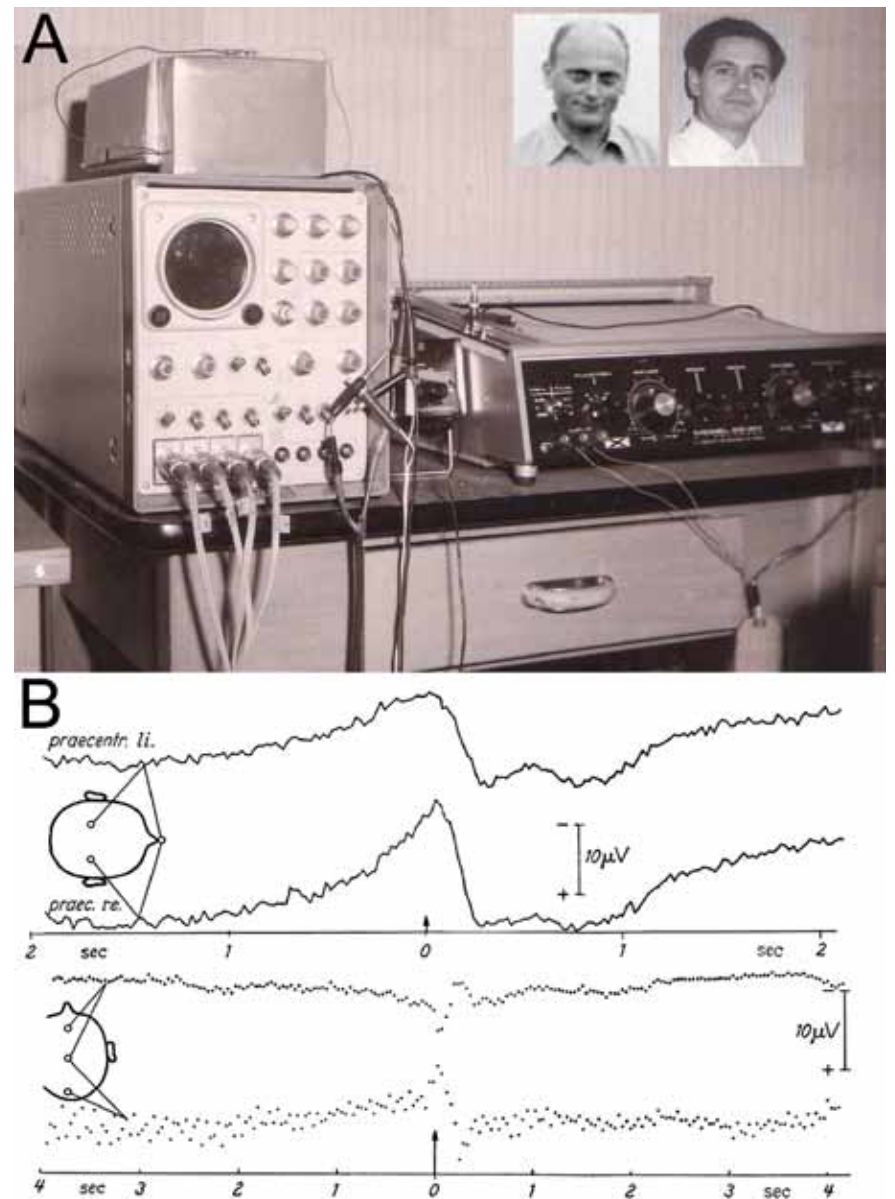 A
B
praecentr. li.
praec. re.
−
10µV
+
2 sec 1 0 1 sec 2
−
10µV
+
4 sec 3 2 1 0 1 2 3 sec 4